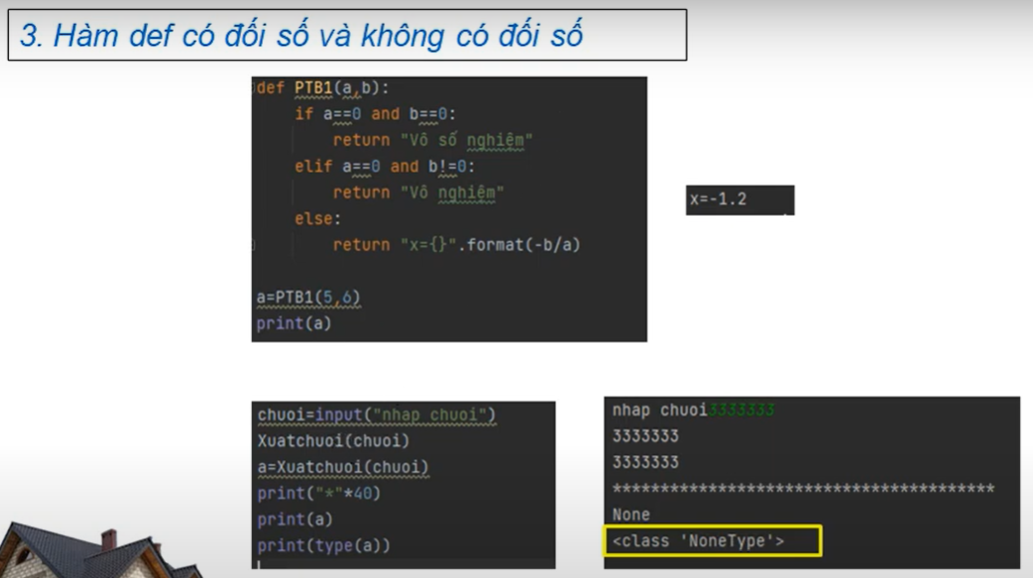 3. Hàm def có đối số và không có đối số
def PTB1(a,b):
if a==0 and b==0:
return "Vô số nghiệm"
elif a==0 and b!=0:
return "Vô nghiệm"
else:
return "x={}".format(-b/a)
a=PTB1(5,6)
print(a)
x=-1.2
chuoi=input("nhap chuoi")
Xuatchuoi(chuoi)
a=Xuatchuoi(chuoi)
print("*"*40)
print(a)
print(type(a))
nhap chuoi3333333
3333333
3333333
****************************************
None
<class 'NoneType'>